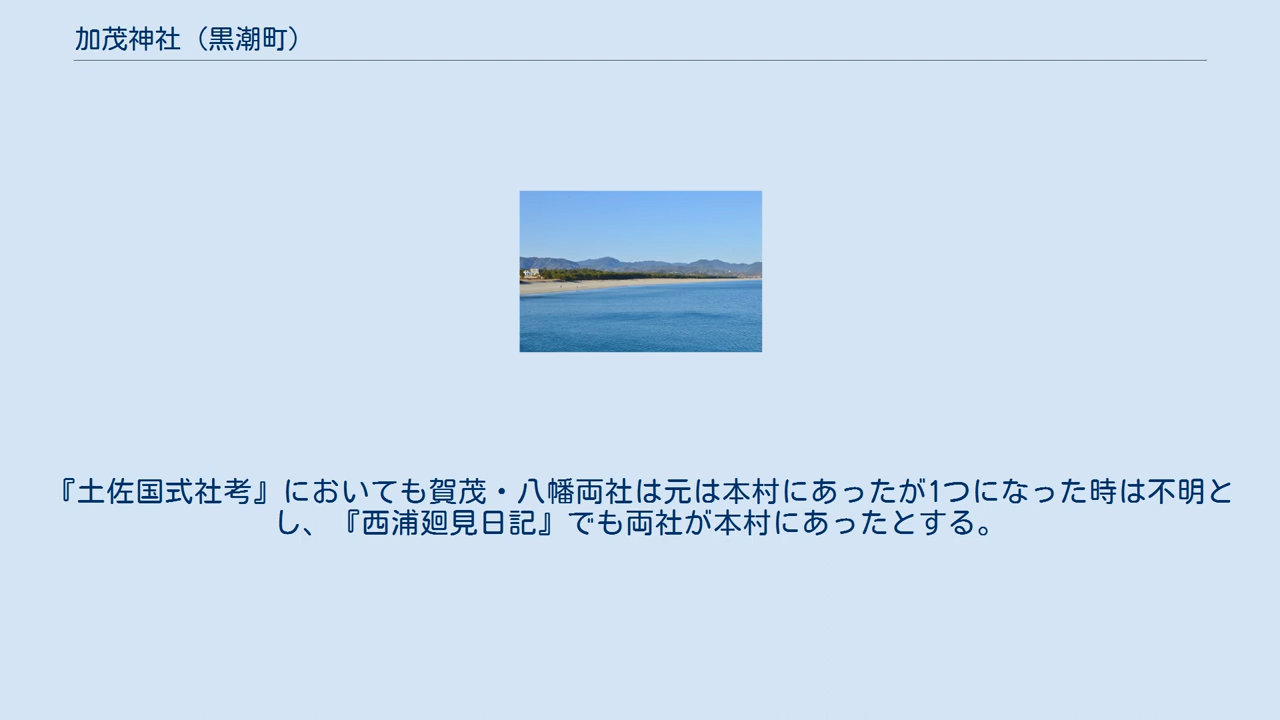 加茂神社（黒潮町）
『土佐国式社考』においても賀茂・八幡両社は元は本村にあったが1つになった時は不明と
し、『西浦廻見日記』でも両社が本村にあったとする。